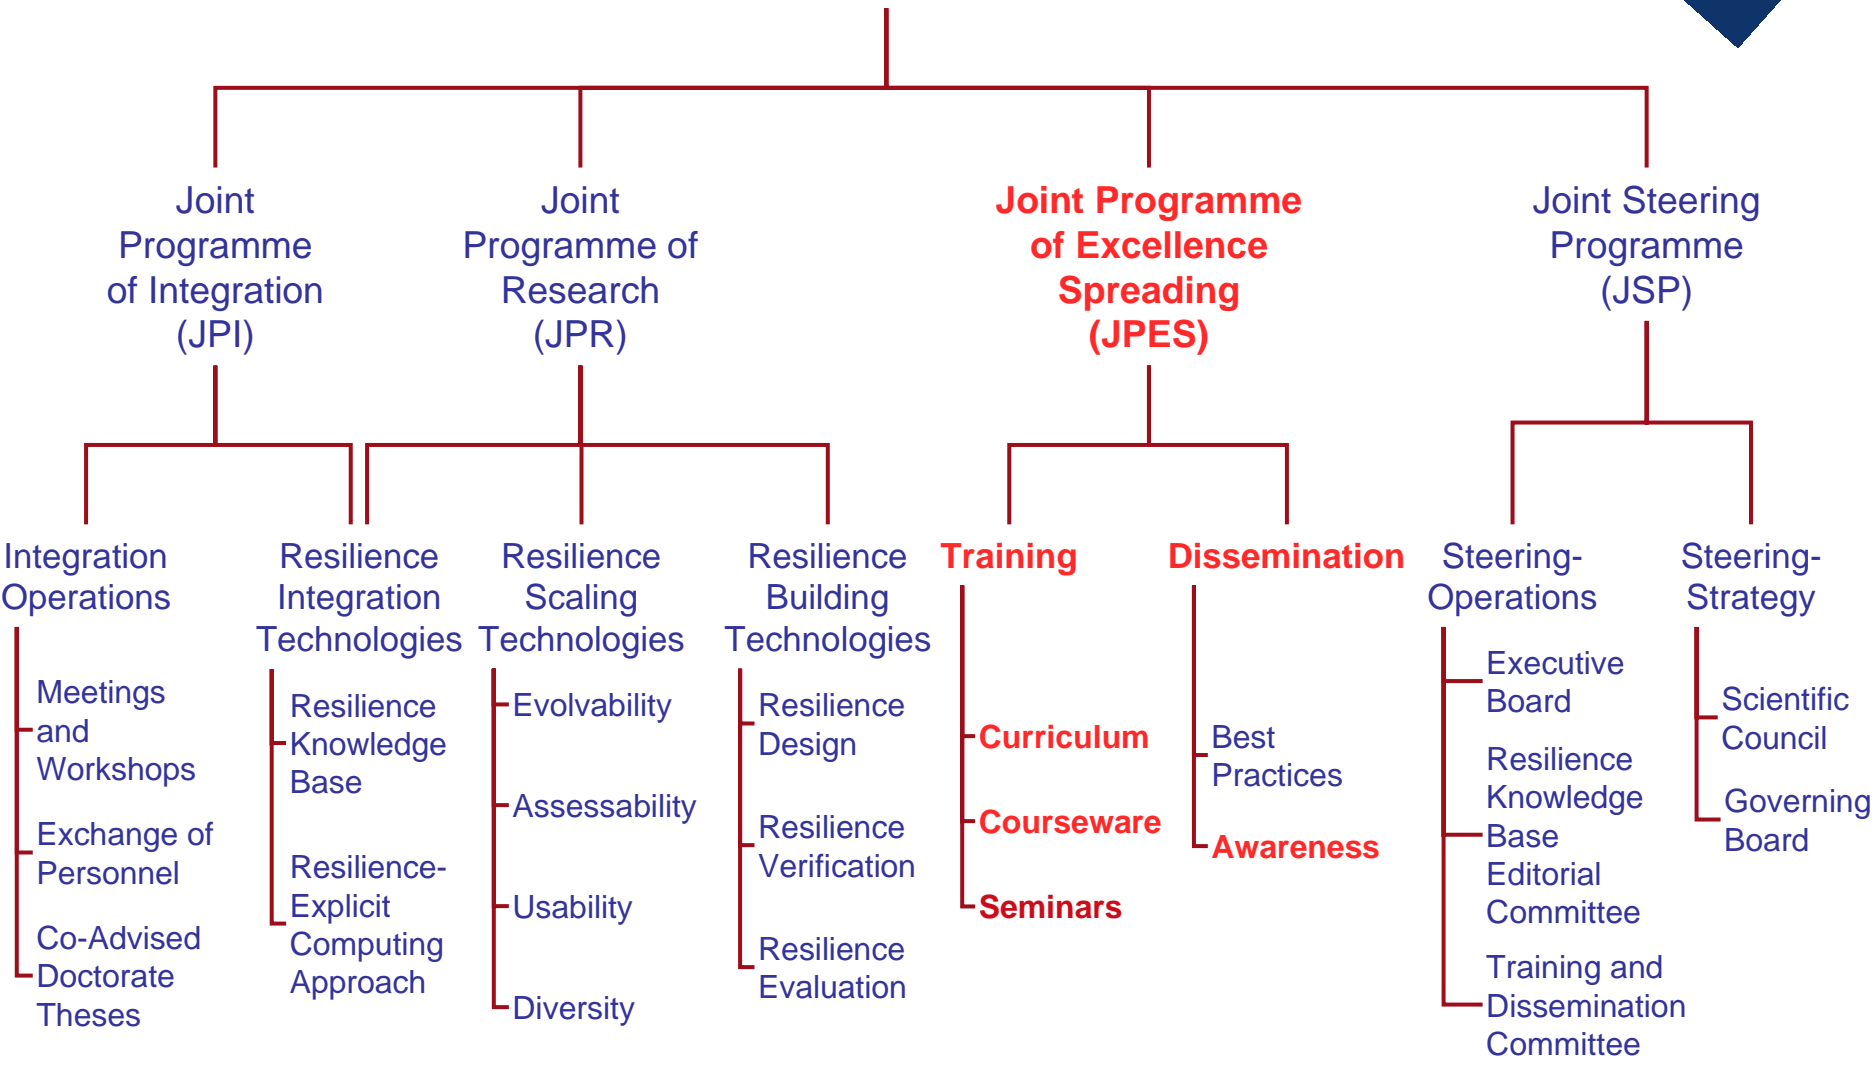 Joint
Programme
of Integration
(JPI)
Joint
Programme of
Research
(JPR)
Joint Programme
of Excellence
Spreading
(JPES)
Joint Steering
Programme
(JSP)
Integration
Operations
Meetings
and
Workshops
Exchange of
Personnel
Co-Advised
Doctorate
Theses
Resilience
Integration
Technologies
Resilience
Knowledge
Base
Resilience-
Explicit
Computing
Approach
Resilience
Scaling
Technologies
Evolvability
Assessability
Usability
Diversity
Resilience
Building
Technologies
Resilience
Design
Resilience
Verification
Resilience
Evaluation
Training
Curriculum
Courseware
Seminars
Dissemination
Best
Practices
Awareness
Steering-
Operations
Executive
Board
Resilience
Knowledge
Base
Editorial
Committee
Training and
Dissemination
Committee
Steering-
Strategy
Scientific
Council
Governing
Board